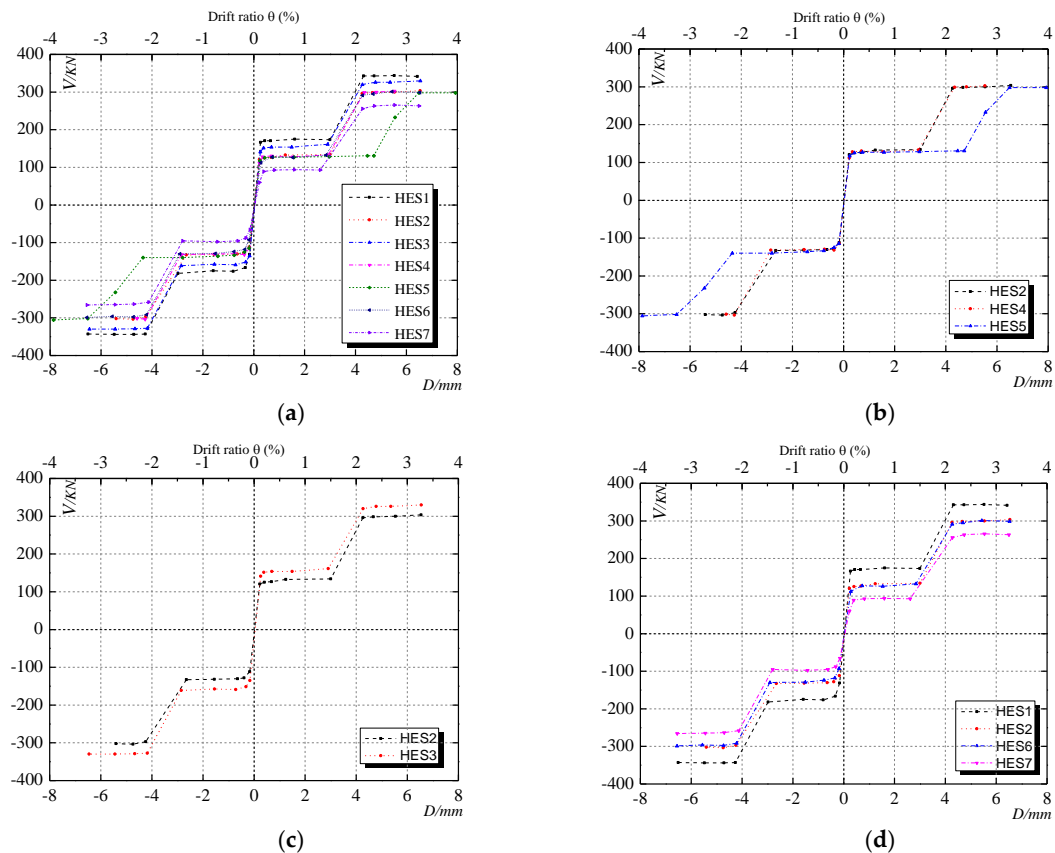 Drift ratio θ (%)
-4 -3 -2 -1 0 1 2 3 4
V/KN
400
300
200
100
0
-100
-200
-300
-400
HES1
HES2
HES3
HES4
HES5
HES6
HES7
-8 -6 -4 -2 0 2 4 6 8
D/mm
(a)
Drift ratio θ (%)
-4 -3 -2 -1 0 1 2 3 4
V/KN
400
300
200
100
0
-100
-200
-300
-400
HES2
HES4
HES5
-8 -6 -4 -2 0 2 4 6 8
D/mm
(b)
Drift ratio θ (%)
-4 -3 -2 -1 0 1 2 3 4
V/KN
400
300
200
100
0
-100
-200
-300
-400
HES2
HES3
-8 -6 -4 -2 0 2 4 6 8
D/mm
(c)
Drift ratio θ (%)
-4 -3 -2 -1 0 1 2 3 4
V/KN
400
300
200
100
0
-100
-200
-300
-400
HES1
HES2
HES6
HES7
-8 -6 -4 -2 0 2 4 6 8
D/mm
(d)